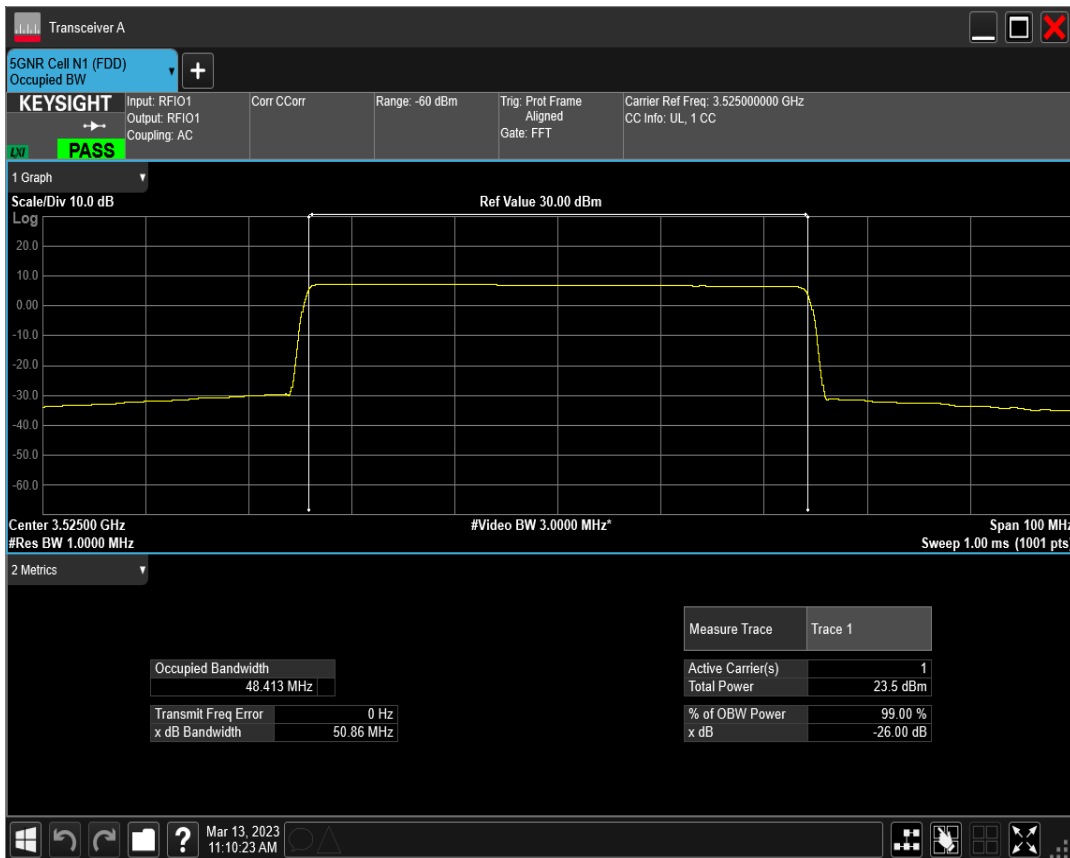 Transceiver A
5GNR Cell N1 (FDD)
Occupied BW
+
KEYSIGHT
LXI
PASS
Input: RFIO1
Output: RFIO1
Coupling: AC
Corr CCorr
Range: -60 dBm
Trig: Prot Frame
Aligned
Gate: FFT
Carrier Ref Freq: 3.525000000 GHz
CC Info: UL, 1 CC
1 Graph
Scale/Div 10.0 dB
Ref Value 30.00 dBm
Log
20.0
10.0
0.00
-10.0
-20.0
-30.0
-40.0
-50.0
-60.0
Center 3.52500 GHz
#Video BW 3.0000 MHz*
Span 100 MHz
#Res BW 1.0000 MHz
Sweep 1.00 ms (1001 pts)
2 Metrics
Measure Trace Trace 1
Occupied Bandwidth
48.413 MHz
Active Carrier(s) 1
Total Power 23.5 dBm
Transmit Freq Error 0 Hz
x dB Bandwidth 50.86 MHz
% of OBW Power 99.00 %
x dB -26.00 dB
?
Mar 13, 2023
11:10:23 AM